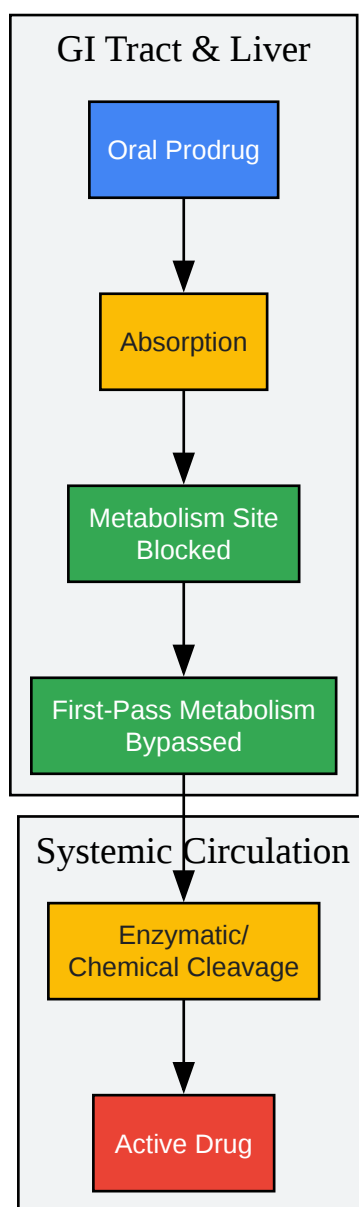 GI Tract & Liver
Oral Prodrug
Absorption
Metabolism Site
Blocked
First-Pass Metabolism
Bypassed
Systemic Circulation
Enzymatic/
Chemical Cleavage
Active Drug